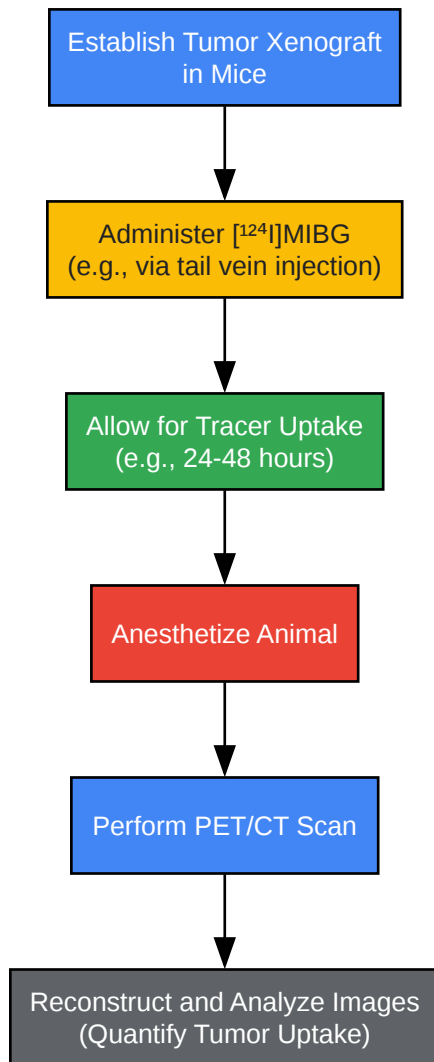 Establish Tumor Xenograft
in Mice
Administer [¹²⁴I]MIBG
(e.g., via tail vein injection)
Allow for Tracer Uptake
(e.g., 24-48 hours)
Anesthetize Animal
Perform PET/CT Scan
Reconstruct and Analyze Images
(Quantify Tumor Uptake)